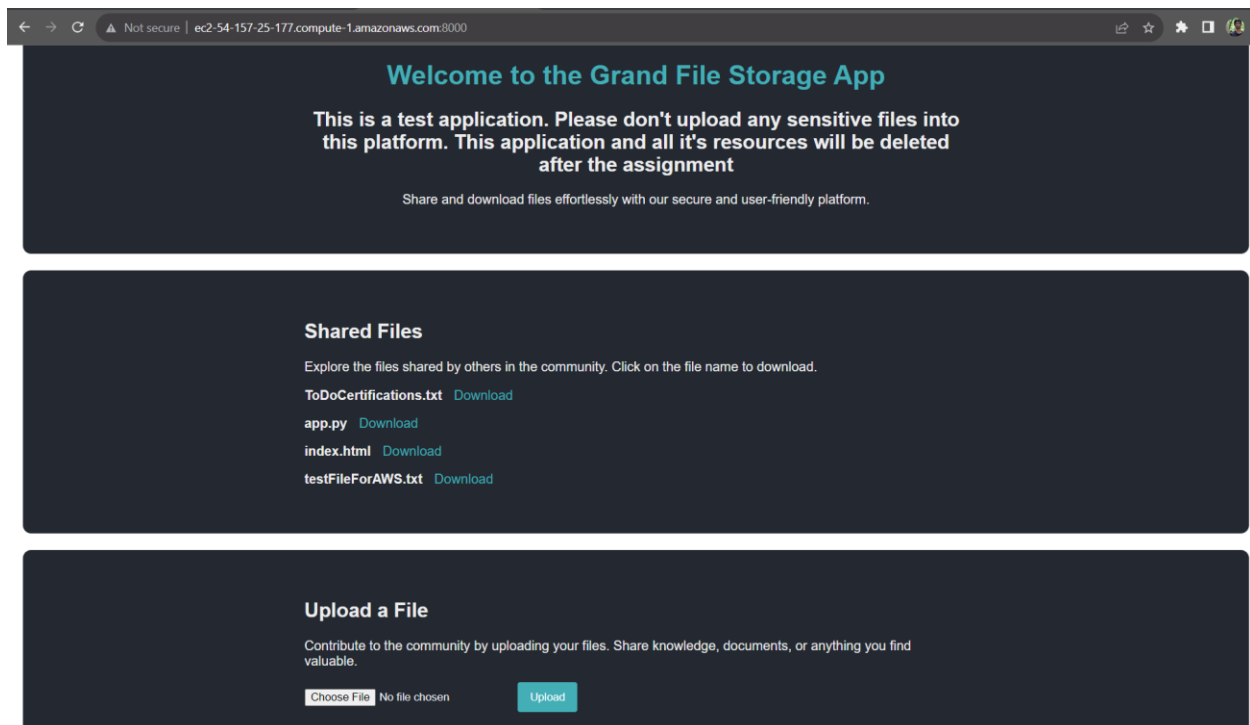 Not secure | ec2-54-157-25-177.compute-1.amazonaws.com:8000
Welcome to the Grand File Storage App
This is a test application. Please don't upload any sensitive files into
this platform. This application and all it's resources will be deleted
after the assignment
Share and download files effortlessly with our secure and user-friendly platform.
Shared Files
Explore the files shared by others in the community. Click on the file name to download.
ToDoCertifications.txt Download
app.py Download
index.html Download
testFileForAWS.txt Download
Upload a File
Contribute to the community by uploading your files. Share knowledge, documents, or anything you find
valuable.
Choose File No file chosen Upload